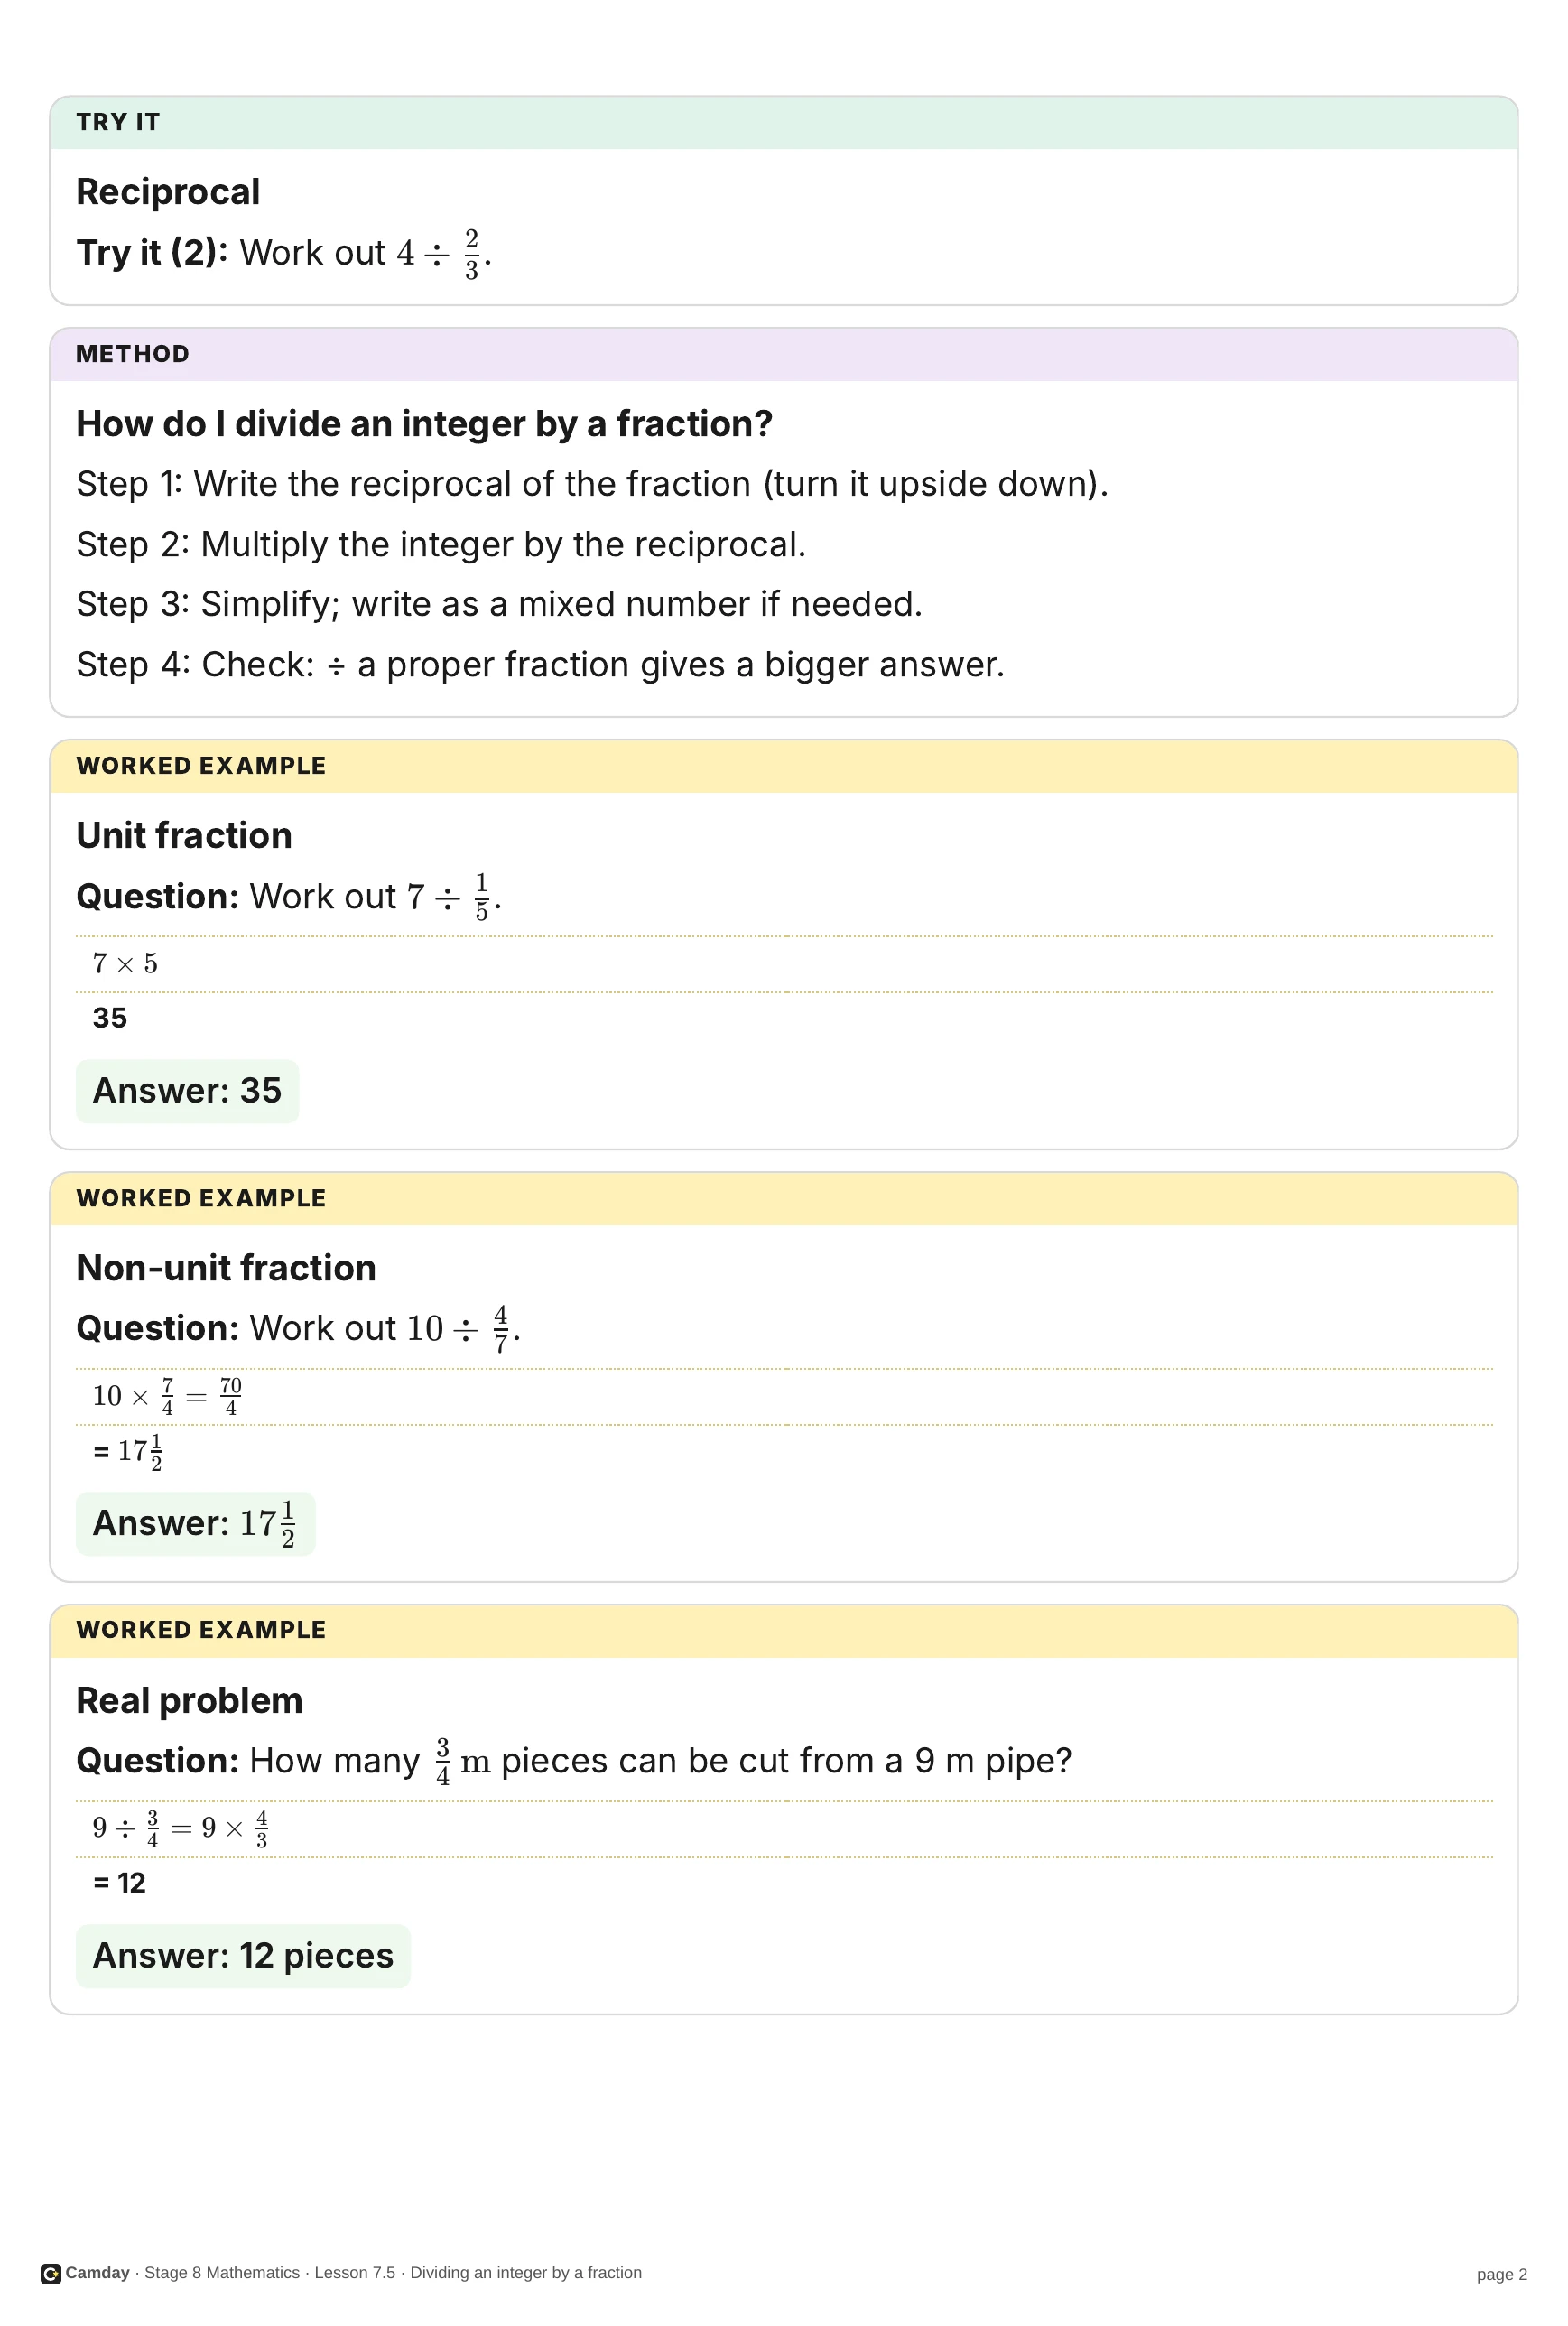 TRY IT
Reciprocal
Try it (2): Work out 4 ÷ 2/3.
METHOD
How do I divide an integer by a fraction?
Step 1: Write the reciprocal of the fraction (turn it upside down).
Step 2: Multiply the integer by the reciprocal.
Step 3: Simplify; write as a mixed number if needed.
Step 4: Check: ÷ a proper fraction gives a bigger answer.
WORKED EXAMPLE
Unit fraction
Question: Work out 7 ÷ 1/5.
7 × 5
35
Answer: 35
WORKED EXAMPLE
Non-unit fraction
Question: Work out 10 ÷ 4/7.
10 × 7/4 = 70/4
= 17 1/2
Answer: 17 1/2
WORKED EXAMPLE
Real problem
Question: How many 3/4 m pieces can be cut from a 9 m pipe?
9 ÷ 3/4 = 9 × 4/3
= 12
Answer: 12 pieces
Camday · Stage 8 Mathematics · Lesson 7.5 · Dividing an integer by a fraction
page 2